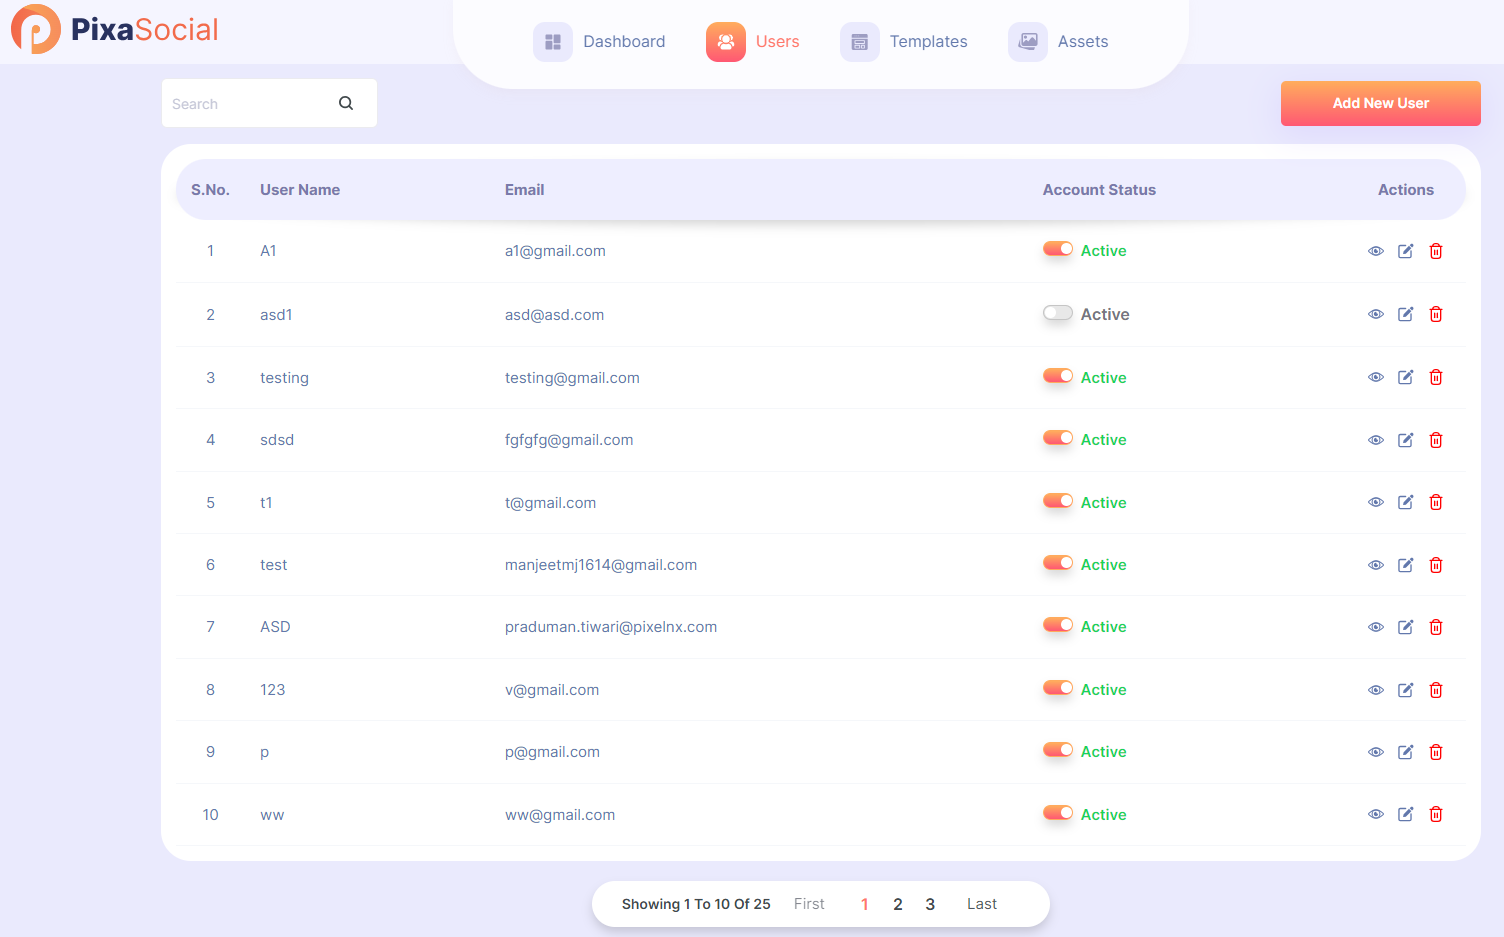 PixaSocial
Dashboard Users Templates Assets
Search
Add New User
S.No. User Name Email Account Status Actions
1 A1 a1@gmail.com Active
2 asd1 asd@asd.com Active
3 testing testing@gmail.com Active
4 sdsd fgfgfg@gmail.com Active
5 t1 t@gmail.com Active
6 test manjeetmj1614@gmail.com Active
7 ASD praduman.tiwari@pixelnx.com Active
8 123 v@gmail.com Active
9 p p@gmail.com Active
10 ww ww@gmail.com Active
Showing 1 To 10 Of 25 First 1 2 3 Last